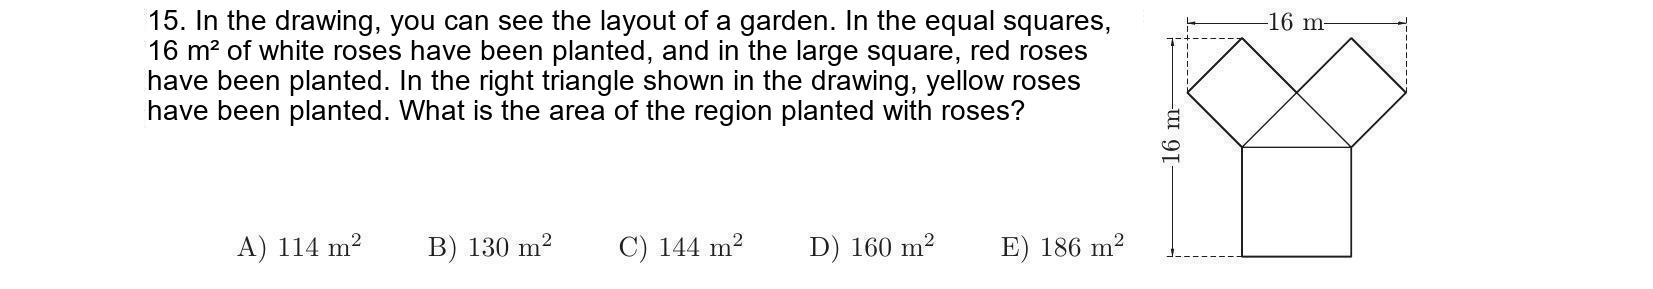 15. In the drawing, you can see the layout of a garden. In the equal squares,
16 m² of white roses have been planted, and in the large square, red roses
have been planted. In the right triangle shown in the drawing, yellow roses
have been planted. What is the area of the region planted with roses?
16 m
16 m
A) 114 m² B) 130 m² C) 144 m² D) 160 m² E) 186 m²